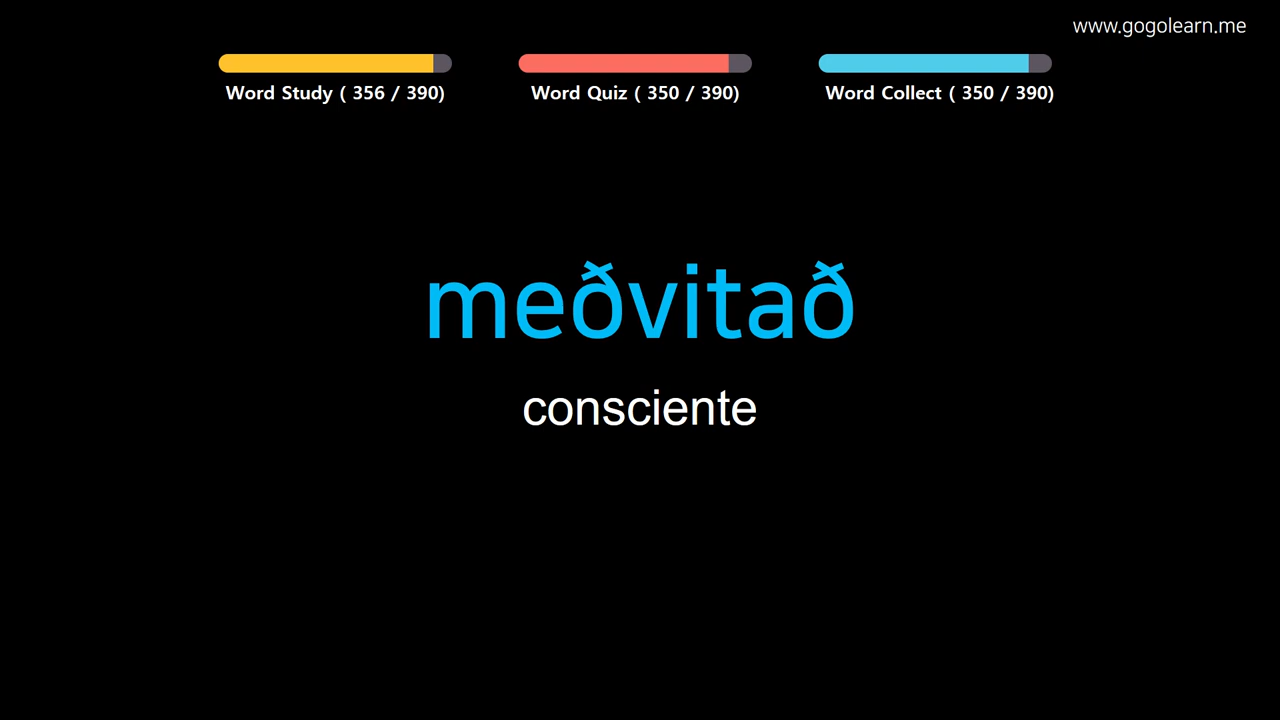 www.gogolearn.me
Word Study ( 356 / 390)
Word Quiz ( 350 / 390)
Word Collect ( 350 / 390)
meðvitað
consciente